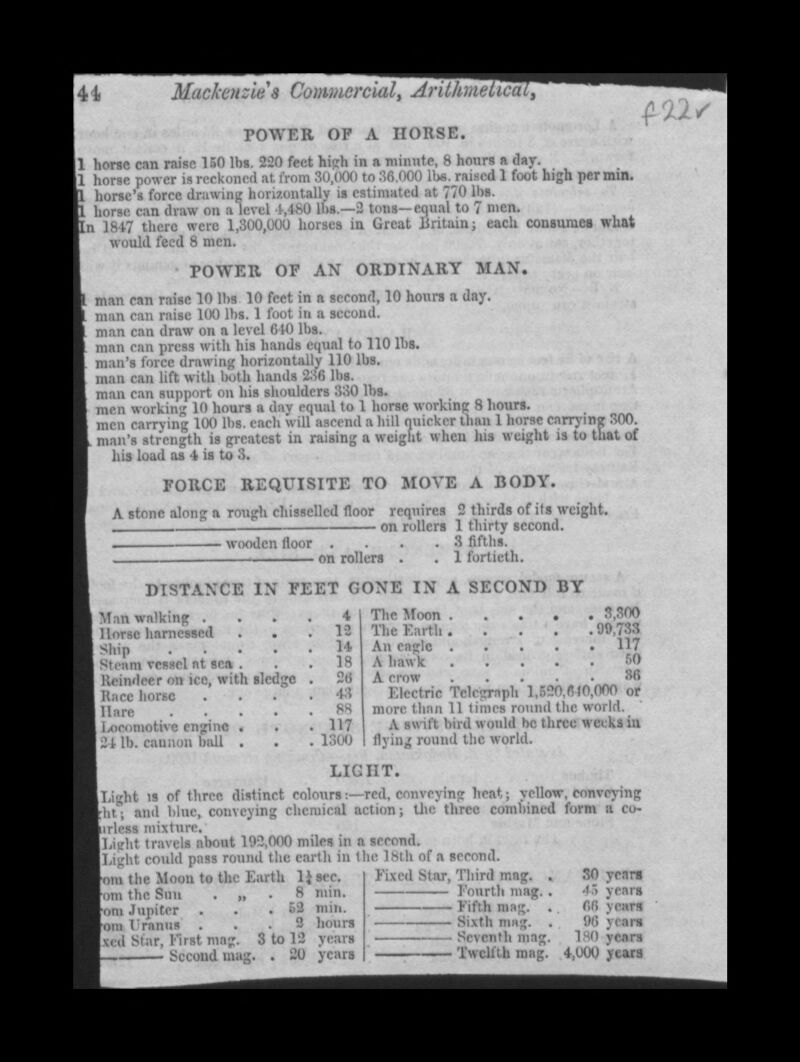 44 Mackenzie's Commercial, Arithmetical,
f22v
POWER OF A HORSE.
1 horse can raise 150 lbs. 220 feet high in a minute, 8 hours a day.
1 horse power is reckoned at from 30,000 to 36,000 lbs. raised 1 foot high per min.
1 horse's force drawing horizontally is estimated at 770 lbs.
1 horse can draw on a level 4,480 lbs.—2 tons—equal to 7 men.
In 1847 there were 1,300,000 horses in Great Britain; each consumes what
would feed 8 men.
POWER OF AN ORDINARY MAN.
1 man can raise 10 lbs 10 feet in a second, 10 hours a day.
man can raise 100 lbs. 1 foot in a second.
man can draw on a level 640 lbs.
man can press with his hands equal to 110 lbs.
man's force drawing horizontally 110 lbs.
man can lift with both hands 236 lbs.
man can support on his shoulders 330 lbs.
men working 10 hours a day equal to 1 horse working 8 hours.
men carrying 100 lbs. each will ascend a hill quicker than 1 horse carrying 300.
man's strength is greatest in raising a weight when his weight is to that of
his load as 4 is to 3.
FORCE REQUISITE TO MOVE A BODY.
A stone along a rough chisselled floor requires 2 thirds of its weight.
——— on rollers 1 thirty second.
——— wooden floor . . . . 3 fifths.
——— on rollers . . 1 fortieth.
DISTANCE IN FEET GONE IN A SECOND BY
Man walking . . . . 4
Horse harnessed . . . 12
Ship . . . . . 14
Steam vessel at sea . . . 18
Reindeer on ice, with sledge . 26
Race horse . . . . 43
Hare . . . . . 88
Locomotive engine . . . 117
24 lb. cannon ball . . . 1300
The Moon . . . . . 3,300
The Earth . . . . . 99,733
An eagle . . . . . 117
A hawk . . . . . 50
A crow . . . . . 36
Electric Telegraph 1,520,640,000 or
more than 11 times round the world.
A swift bird would be three weeks in
flying round the world.
LIGHT.
Light is of three distinct colours:—red, conveying heat; yellow, conveying
ght; and blue, conveying chemical action; the three combined form a co-
urless mixture.
Light travels about 192,000 miles in a second.
Light could pass round the earth in the 18th of a second.
om the Moon to the Earth 1¼ sec.
om the Sun . „ . 8 min.
om Jupiter . . . 52 min.
om Uranus . . . 2 hours
xed Star, First mag. 3 to 12 years
——— Second mag. . 20 years
Fixed Star, Third mag. . 30 years
——— Fourth mag. . 45 years
——— Fifth mag. . . 66 years
——— Sixth mag. . 96 years
——— Seventh mag. 180 years
——— Twelfth mag. 4,000 years